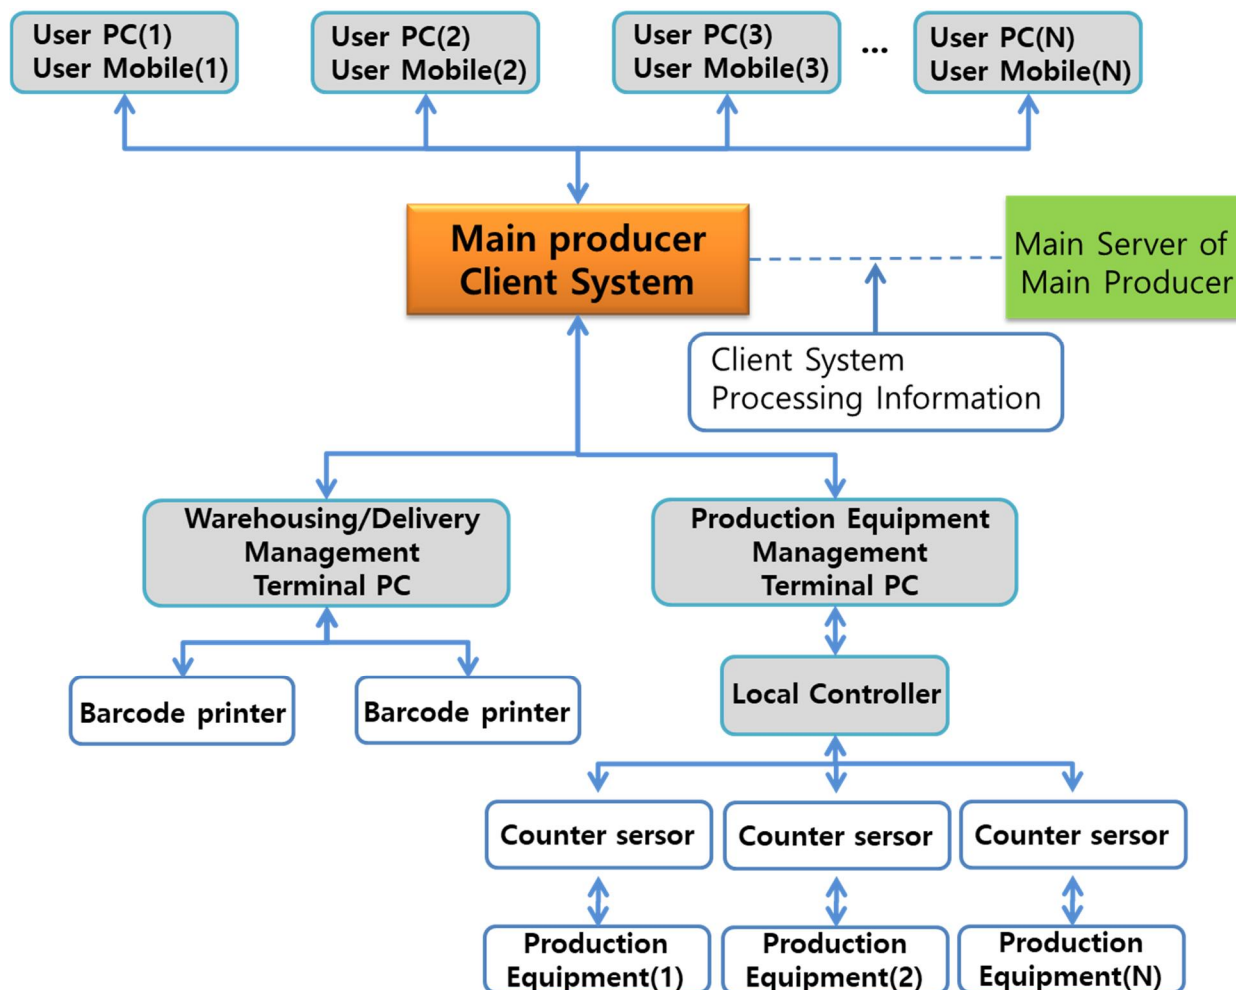 User PC(1)
User Mobile(1)
User PC(2)
User Mobile(2)
User PC(3)
User Mobile(3)
...
User PC(N)
User Mobile(N)
Main producer
Client System
Main Server of
Main Producer
Client System
Processing Information
Warehousing/Delivery
Management
Terminal PC
Production Equipment
Management
Terminal PC
Barcode printer
Barcode printer
Local Controller
Counter sersor
Counter sersor
Counter sersor
Production
Equipment(1)
Production
Equipment(2)
Production
Equipment(N)